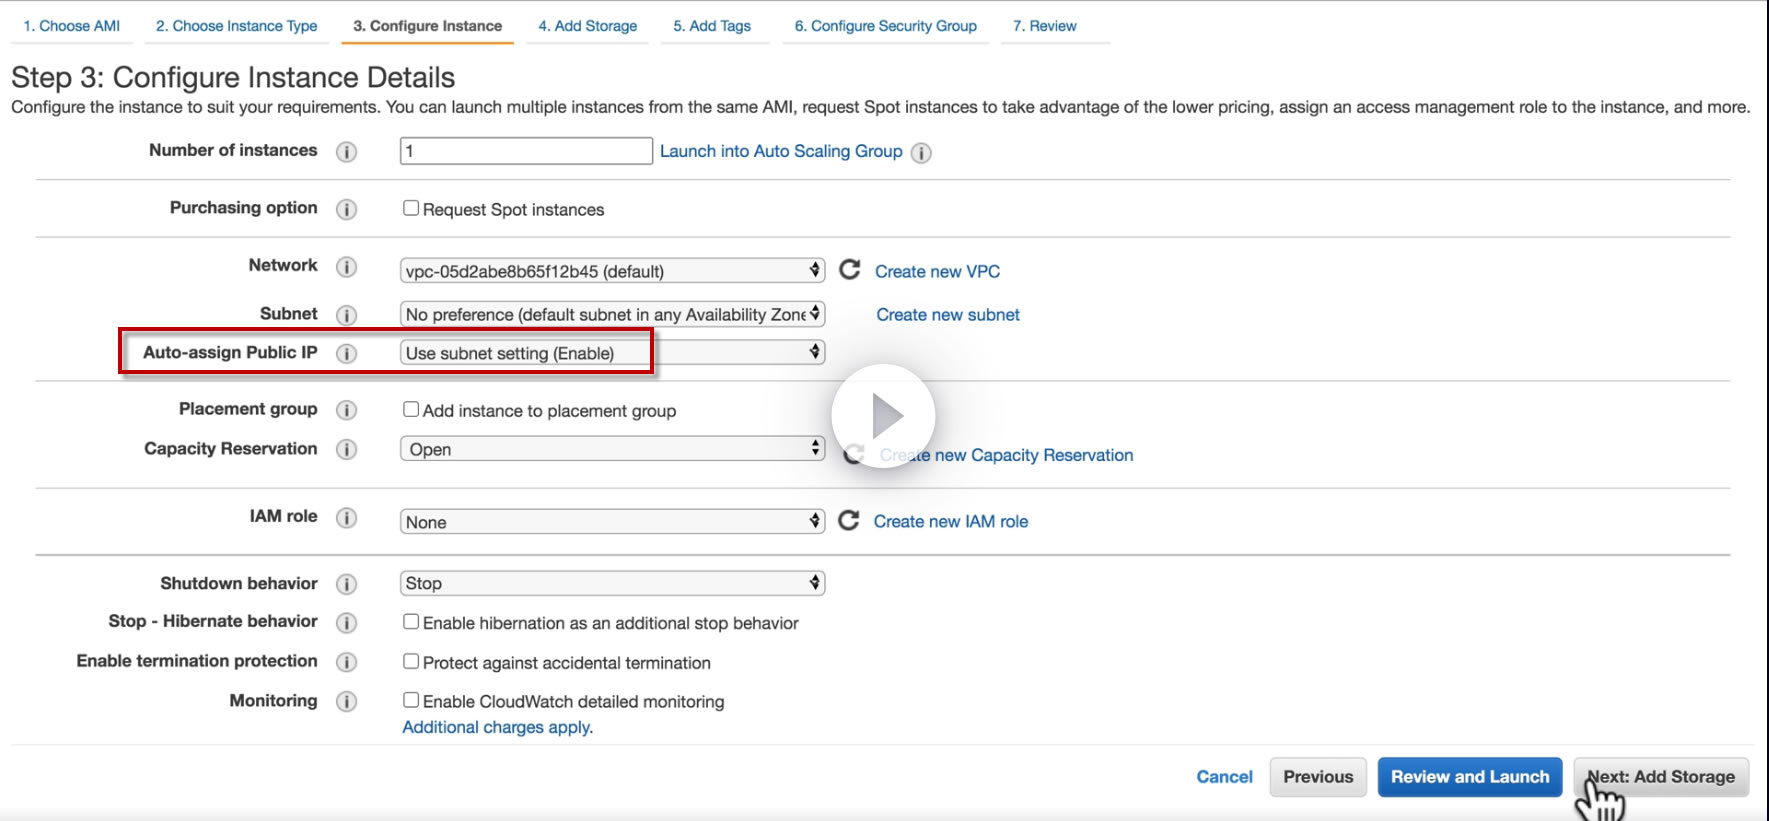 1. Choose AMI 2. Choose Instance Type 3. Configure Instance 4. Add Storage 5. Add Tags 6. Configure Security Group 7. Review
Step 3: Configure Instance Details
Configure the instance to suit your requirements. You can launch multiple instances from the same AMI, request Spot instances to take advantage of the lower pricing, assign an access management role to the instance, and more.
Number of instances i 1 Launch into Auto Scaling Group i
Purchasing option i Request Spot instances
Network i vpc-05d2abe8b65f12b45 (default) Create new VPC
Subnet i No preference (default subnet in any Availability Zone Create new subnet
Auto-assign Public IP i Use subnet setting (Enable)
Placement group i Add instance to placement group
Capacity Reservation i Open Create new Capacity Reservation
IAM role i None Create new IAM role
Shutdown behavior i Stop
Stop - Hibernate behavior i Enable hibernation as an additional stop behavior
Enable termination protection i Protect against accidental termination
Monitoring i Enable CloudWatch detailed monitoring
Additional charges apply.
Cancel Previous Review and Launch Next: Add Storage